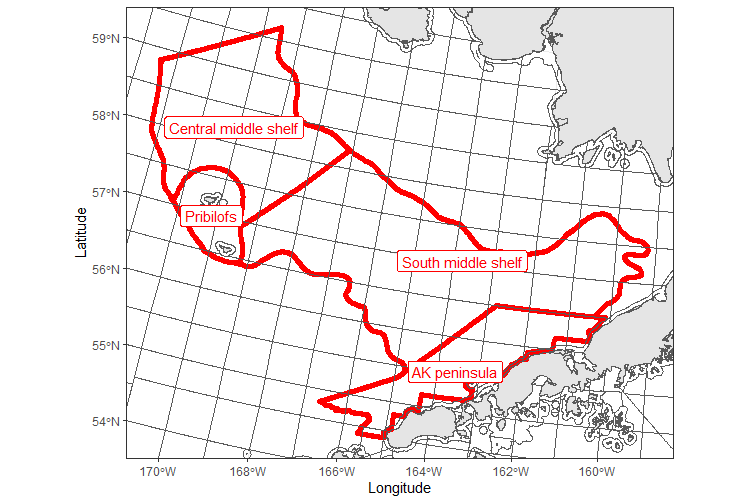 59°N
58°N
57°N
56°N
55°N
54°N
Latitude
Central middle shelf
Pribilofs
South middle shelf
AK peninsula
170°W 168°W 166°W 164°W 162°W 160°W
Longitude